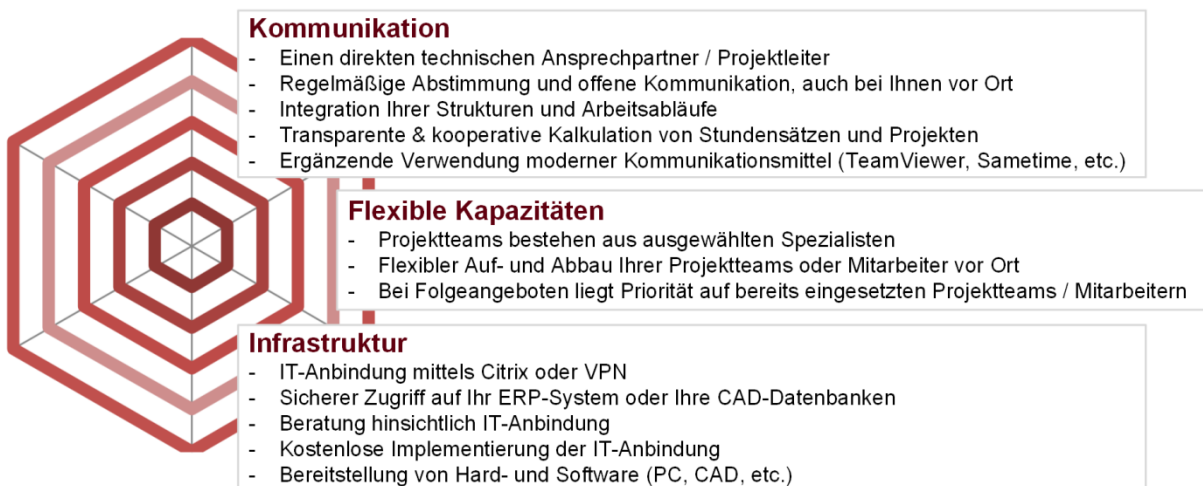 Kommunikation
- Einen direkten technischen Ansprechpartner / Projektleiter
- Regelmäßige Abstimmung und offene Kommunikation, auch bei Ihnen vor Ort
- Integration Ihrer Strukturen und Arbeitsabläufe
- Transparente & kooperative Kalkulation von Stundensätzen und Projekten
- Ergänzende Verwendung moderner Kommunikationsmittel (TeamViewer, Sametime, etc.)
Flexible Kapazitäten
- Projektteams bestehen aus ausgewählten Spezialisten
- Flexibler Auf- und Abbau Ihrer Projektteams oder Mitarbeiter vor Ort
- Bei Folgeangeboten liegt Priorität auf bereits eingesetzten Projektteams / Mitarbeitern
Infrastruktur
- IT-Anbindung mittels Citrix oder VPN
- Sicherer Zugriff auf Ihr ERP-System oder Ihre CAD-Datenbanken
- Beratung hinsichtlich IT-Anbindung
- Kostenlose Implementierung der IT-Anbindung
- Bereitstellung von Hard- und Software (PC, CAD, etc.)